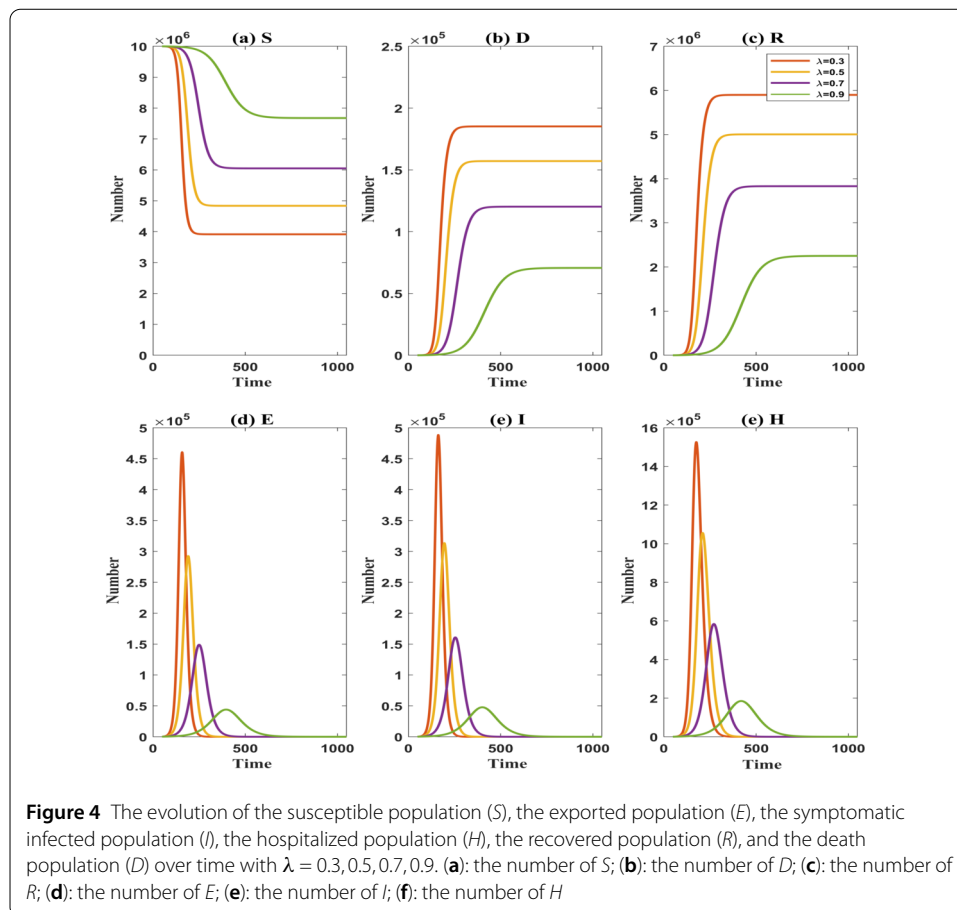 (a) S
×10⁶
10
9
8
7
6
5
4
3
2
1
0
Number
0 500 1000
Time
(b) D
×10⁵
2.5
2
1.5
1
0.5
0
Number
0 500 1000
Time
(c) R
×10⁶
7
6
5
4
3
2
1
0
Number
λ=0.3
λ=0.5
λ=0.7
λ=0.9
0 500 1000
Time
(d) E
×10⁵
5
4.5
4
3.5
3
2.5
2
1.5
1
0.5
0
Number
0 500 1000
Time
(e) I
×10⁵
5
4.5
4
3.5
3
2.5
2
1.5
1
0.5
0
Number
0 500 1000
Time
(e) H
×10⁵
16
14
12
10
8
6
4
2
0
Number
0 500 1000
Time
Figure 4 The evolution of the susceptible population (S), the exported population (E), the symptomatic
infected population (I), the hospitalized population (H), the recovered population (R), and the death
population (D) over time with λ = 0.3, 0.5, 0.7, 0.9. (a): the number of S; (b): the number of D; (c): the number of
R; (d): the number of E; (e): the number of I; (f): the number of H